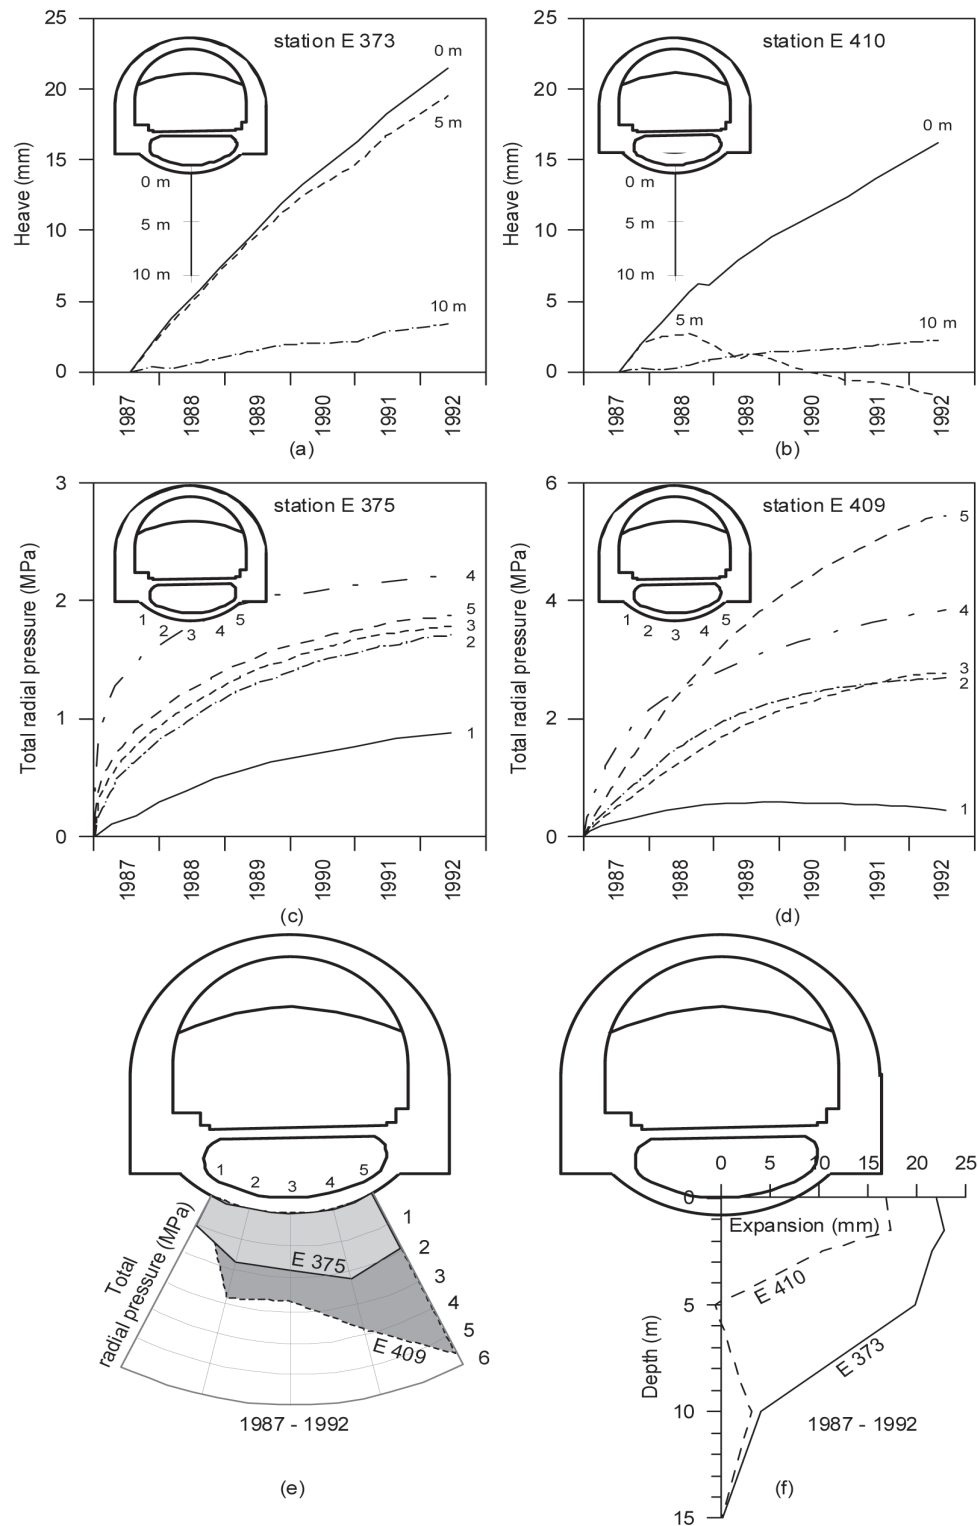 25
20
15
10
5
0
Heave (mm)
station E 373
0 m
5 m
10 m
0 m
5 m
10 m
1987
1988
1989
1990
1991
1992
(a)
25
20
15
10
5
0
Heave (mm)
station E 410
0 m
5 m
10 m
0 m
5 m
10 m
1987
1988
1989
1990
1991
1992
(b)
3
2
1
0
Total radial pressure (MPa)
station E 375
1 2 3 4 5
4
5
3
2
1
1987
1988
1989
1990
1991
1992
(c)
6
4
2
0
Total radial pressure (MPa)
station E 409
1 2 3 4 5
5
4
3
2
1
1987
1988
1989
1990
1991
1992
(d)
1 2 3 4 5
Total
radial pressure (MPa)
1
2
3
4
5
6
E 375
E 409
1987 - 1992
(e)
0 5 10 15 20 25
Expansion (mm)
0
5
10
15
Depth (m)
E 410
E 373
1987 - 1992
(f)